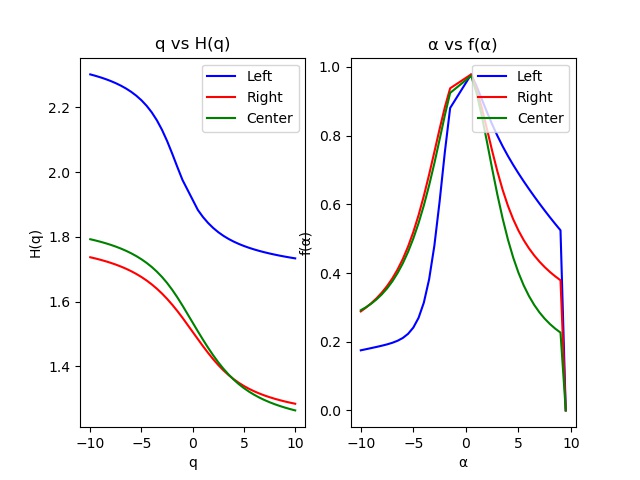 q vs H(q)
Left
Right
Center
2.2
2.0
1.8
1.6
1.4
H(q)
−10
−5
0
5
10
q
α vs f(α)
Left
Right
Center
1.0
0.8
0.6
0.4
0.2
0.0
f(α)
−10
−5
0
5
10
α